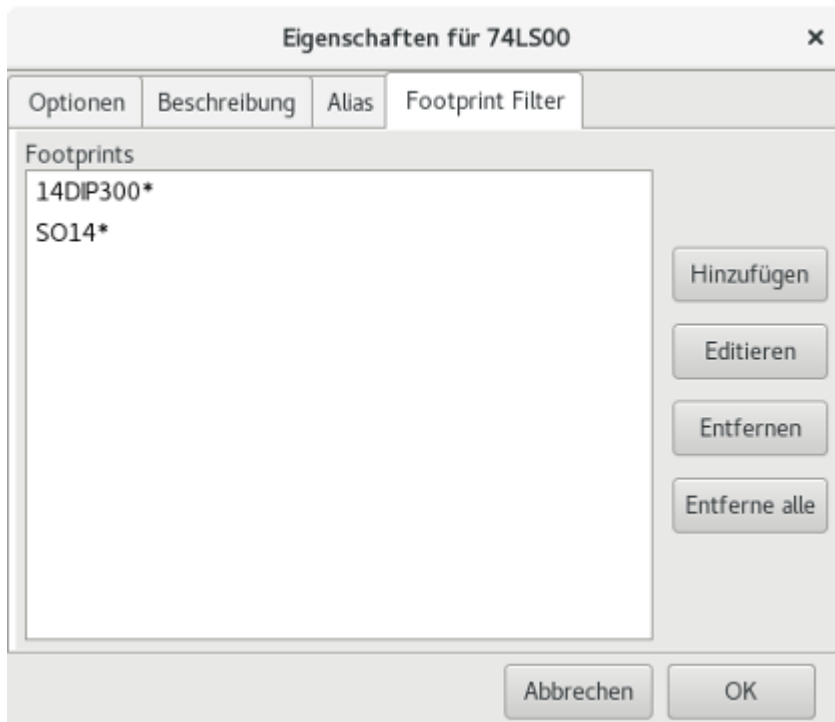 Eigenschaften für 74LS00
Optionen Beschreibung Alias Footprint Filter
Footprints
14DIP300*
SO14*
Hinzufügen
Editieren
Entfernen
Entferne alle
Abbrechen OK